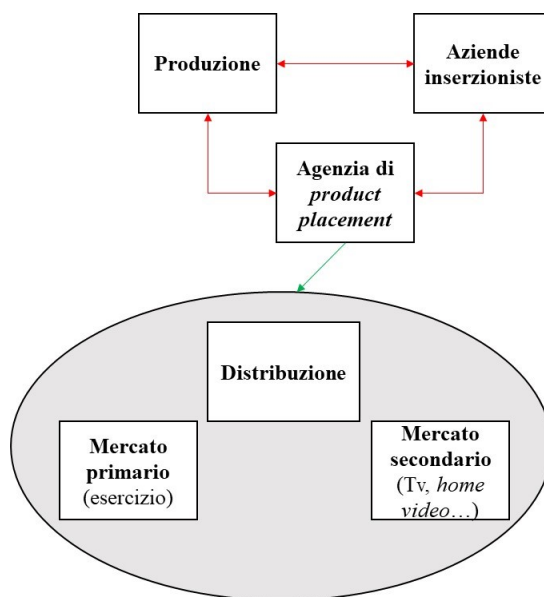 Produzione
Aziende
inserzioniste
Agenzia di
product
placement
Distribuzione
Mercato
primario
(esercizio)
Mercato
secondario
(Tv, home
video…)